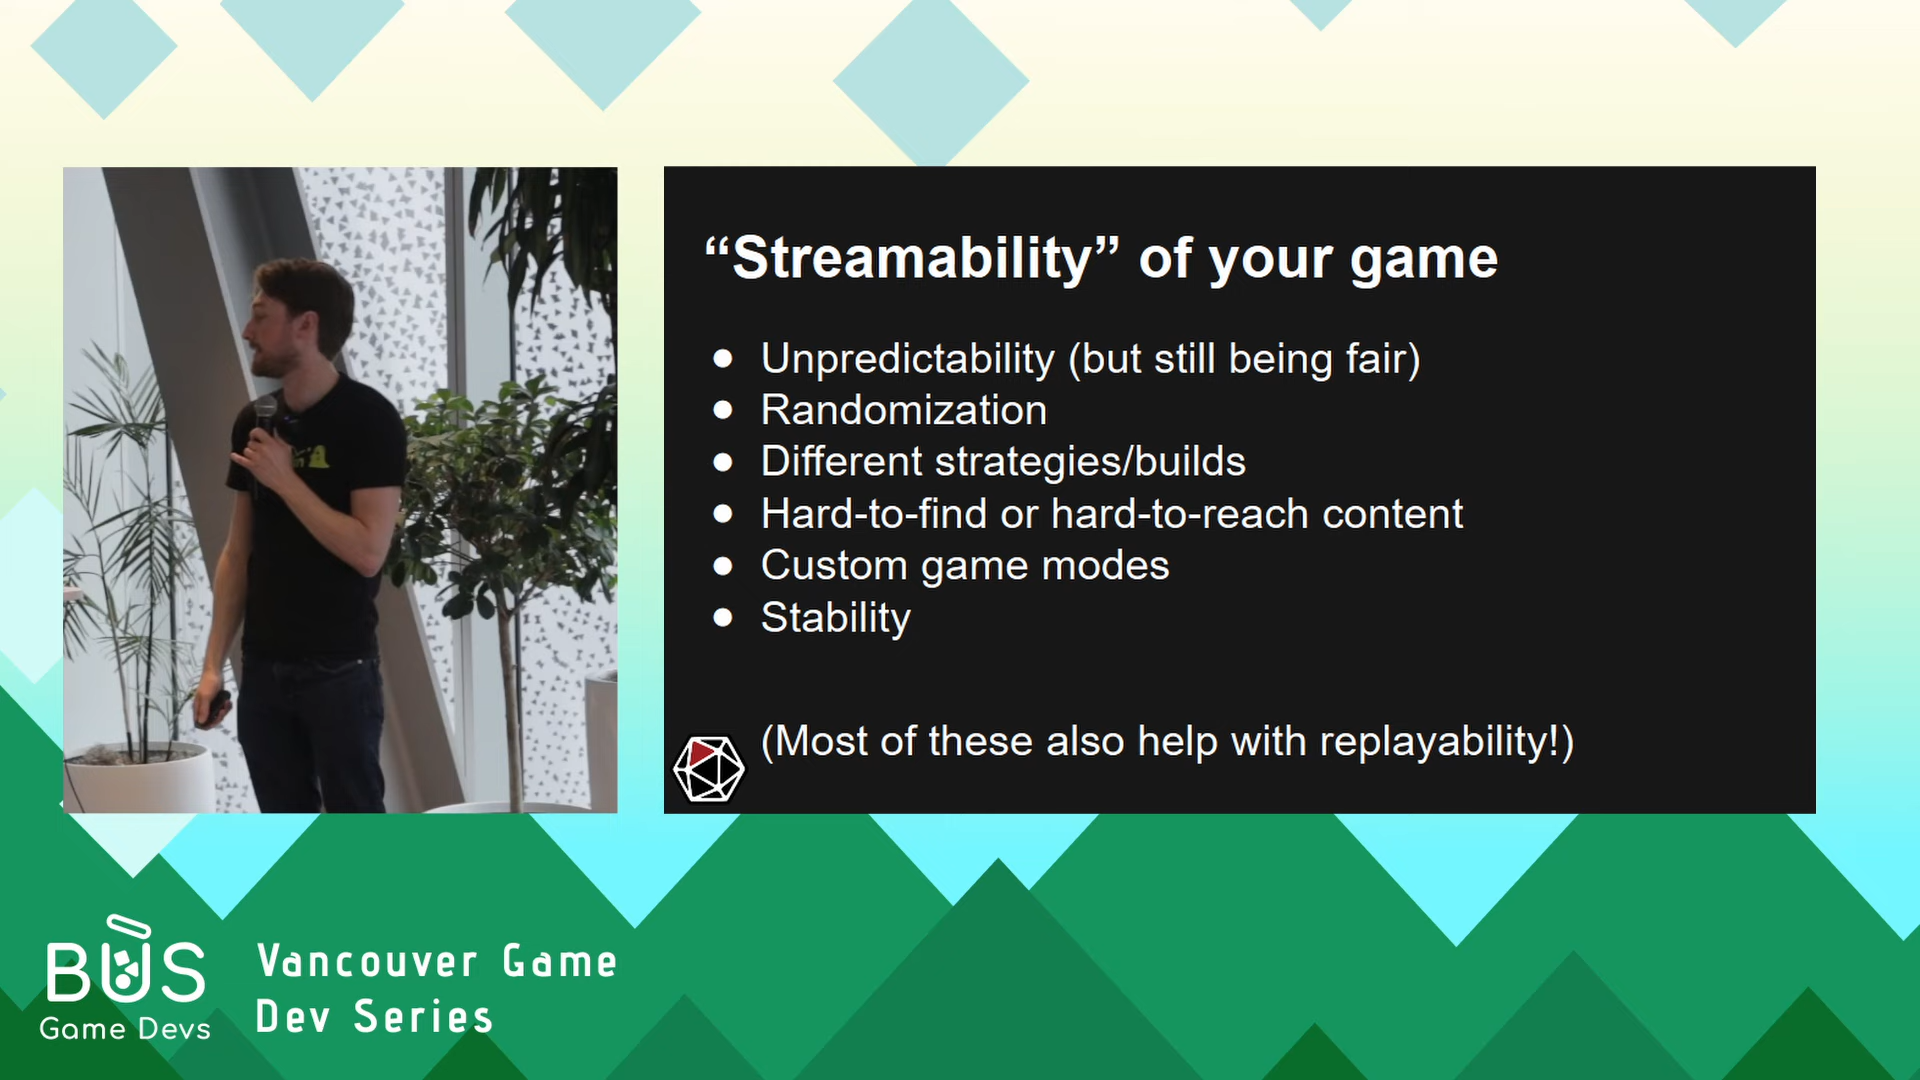 “Streamability” of your game
● Unpredictability (but still being fair)
● Randomization
● Different strategies/builds
● Hard-to-find or hard-to-reach content
● Custom game modes
● Stability
(Most of these also help with replayability!)
BUS
Game Devs
Vancouver Game
Dev Series